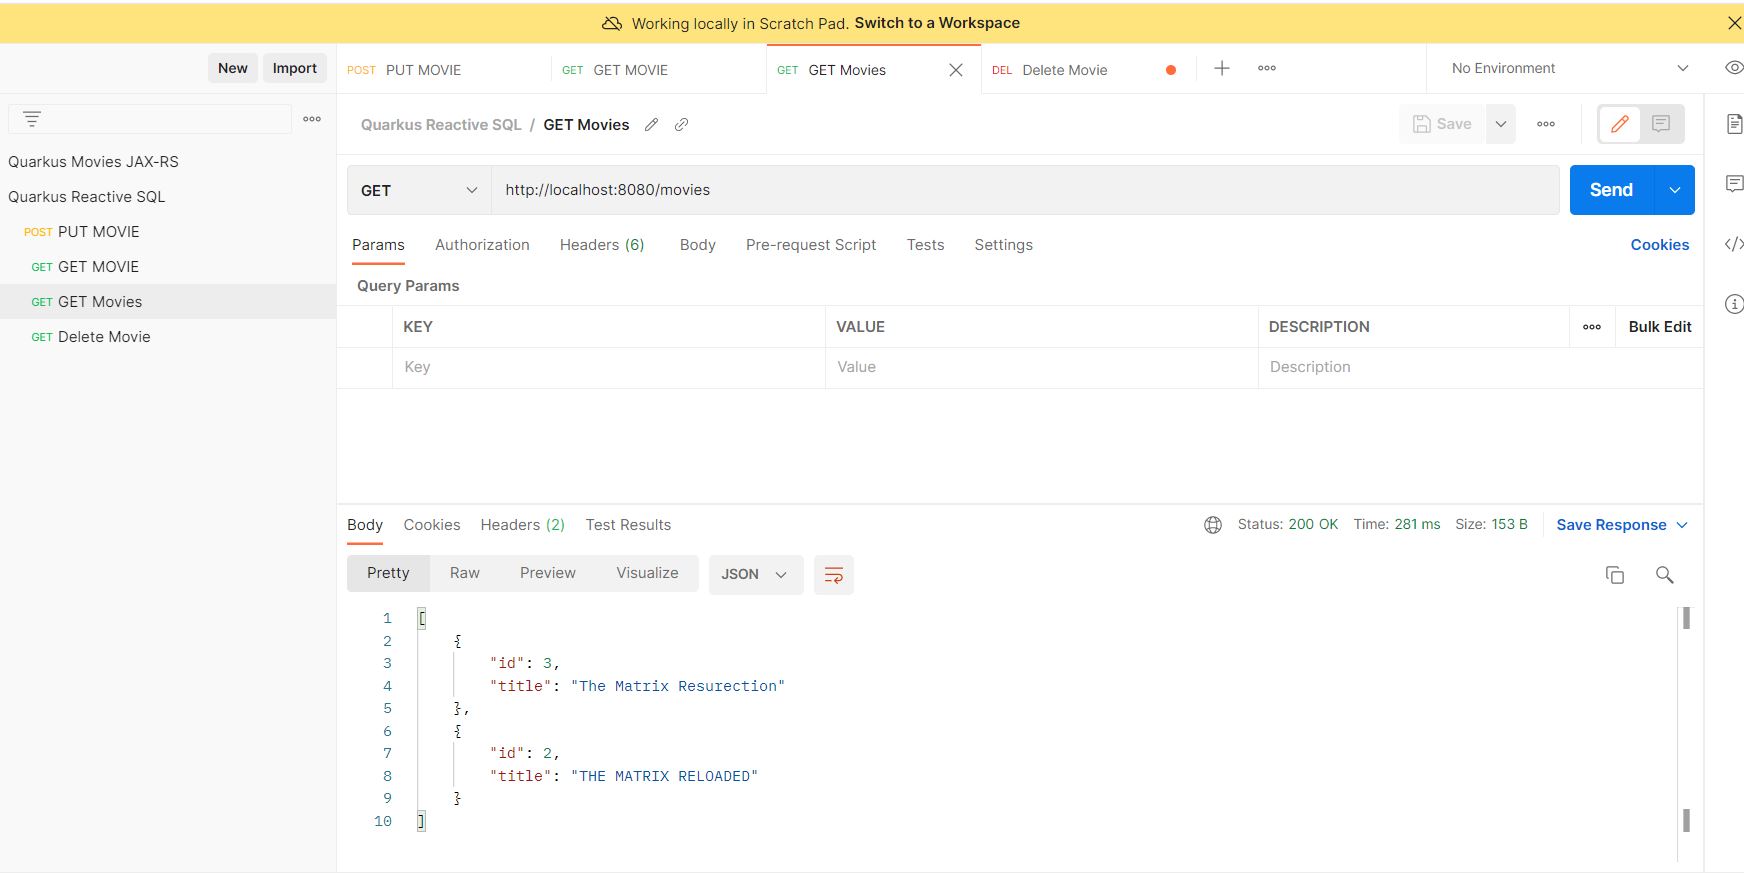 Working locally in Scratch Pad. Switch to a Workspace
New Import
POST PUT MOVIE GET GET MOVIE GET GET Movies DEL Delete Movie No Environment
Quarkus Reactive SQL / GET Movies Save
Quarkus Movies JAX-RS
Quarkus Reactive SQL
POST PUT MOVIE
GET GET MOVIE
GET GET Movies
GET Delete Movie
GET http://localhost:8080/movies Send
Params Authorization Headers (6) Body Pre-request Script Tests Settings Cookies
Query Params
KEY VALUE DESCRIPTION Bulk Edit
Key Value Description
Body Cookies Headers (2) Test Results Status: 200 OK Time: 281 ms Size: 153 B Save Response
Pretty Raw Preview Visualize JSON
1 [
2 {
3 "id": 3,
4 "title": "The Matrix Resurection"
5 },
6 {
7 "id": 2,
8 "title": "THE MATRIX RELOADED"
9 }
10 ]